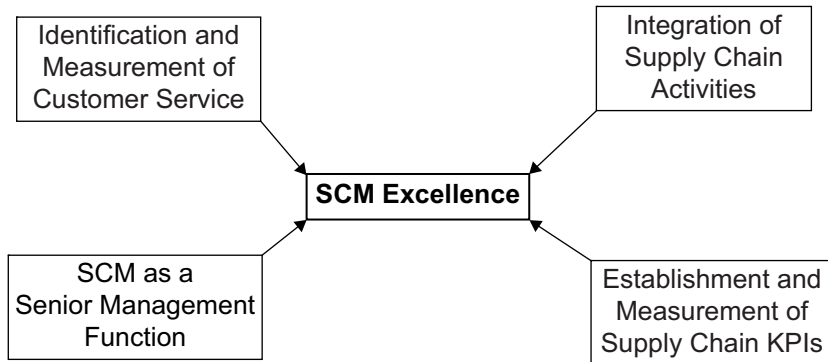 Identification and
Measurement of
Customer Service
Integration of
Supply Chain
Activities
SCM Excellence
SCM as a
Senior Management
Function
Establishment and
Measurement of
Supply Chain KPIs